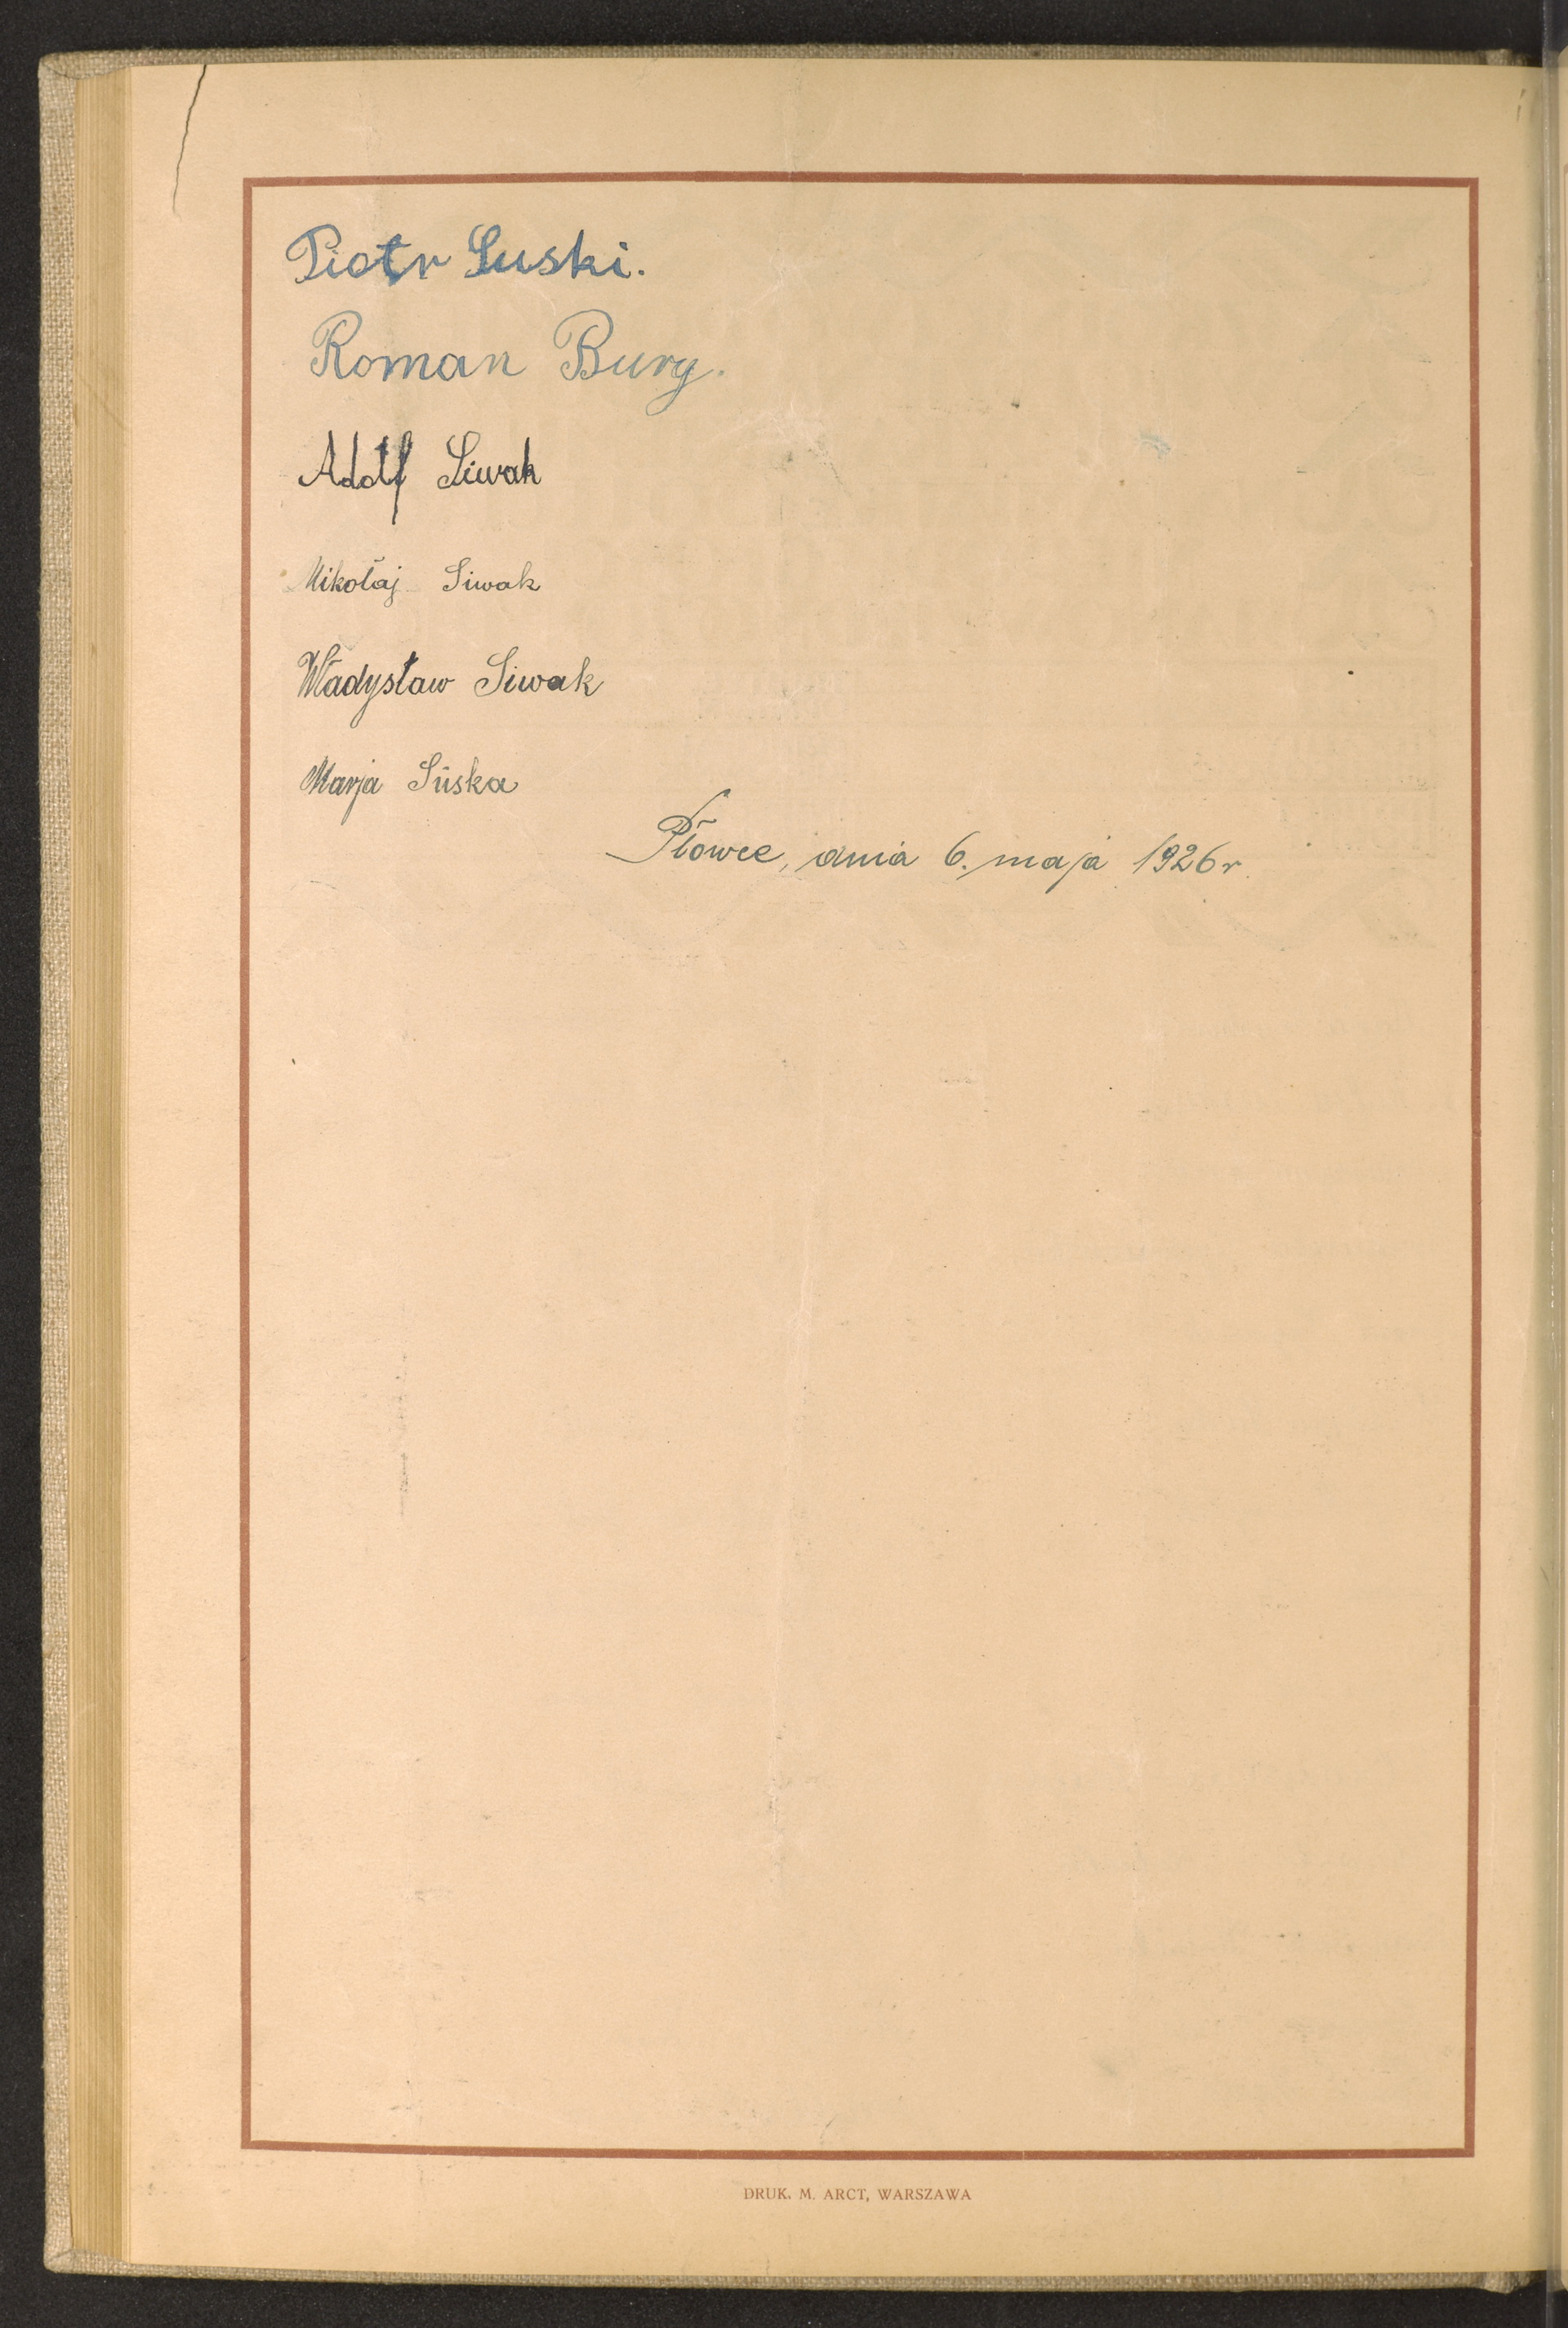 Piotr Suski.
Roman Burg.
Adolf Siwak
Mikołaj Siwak
Władysław Siwak
Marja Suska
Płowce, dnia 6. maja 1926 r.
DRUK. M. ARCT, WARSZAWA